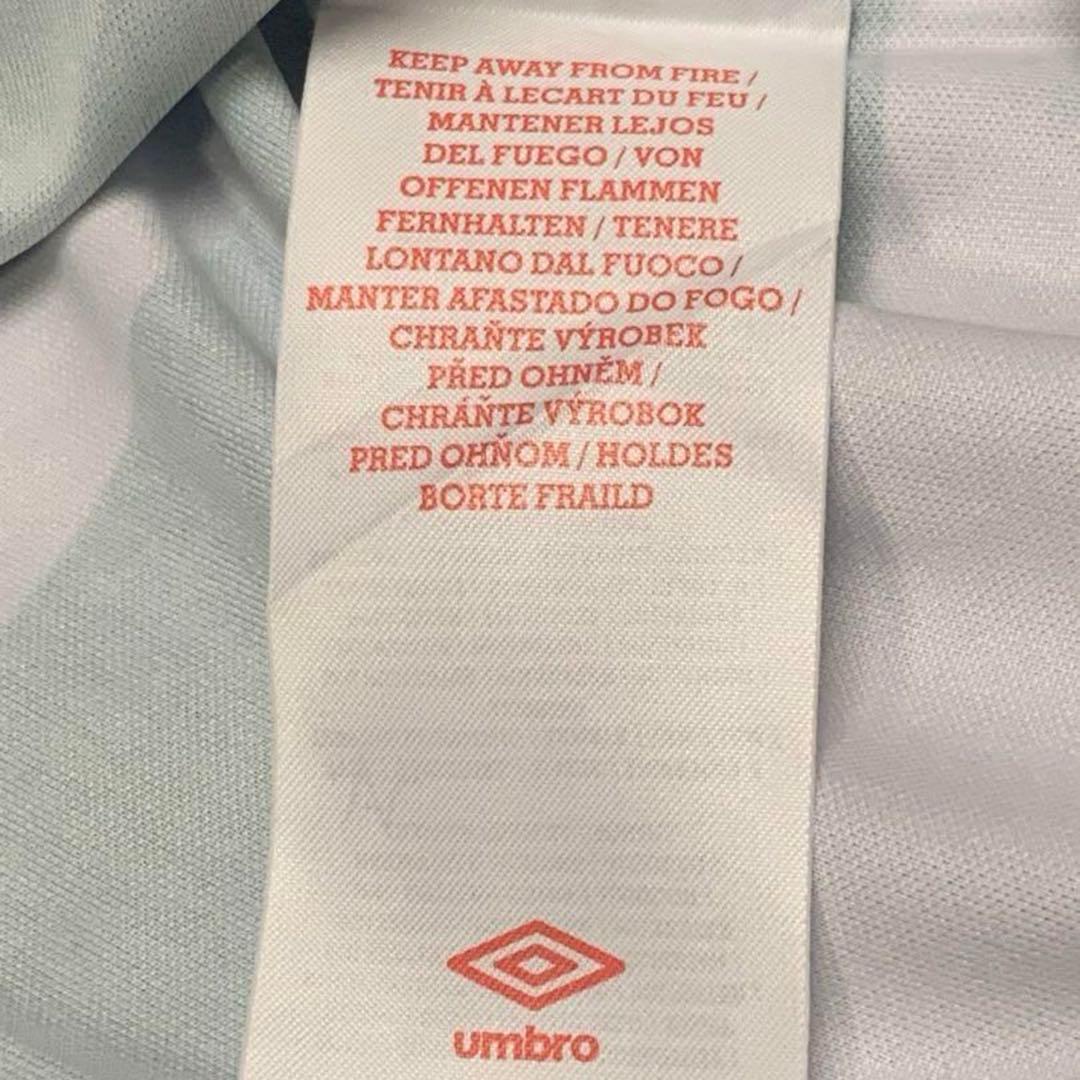 KEEP AWAY FROM FIRE /
TENIR À LECART DU FEU /
MANTENER LEJOS
DEL FUEGO / VON
OFFENEN FLAMMEN
FERNHALTEN / TENERE
LONTANO DAL FUOCO /
MANTER AFASTADO DO FOGO /
CHRAŇTE VÝROBEK
PŘED OHNĚM /
CHRÁŇTE VÝROBOK
PRED OHŇOM / HOLDES
BORTE FRAILD
umbro